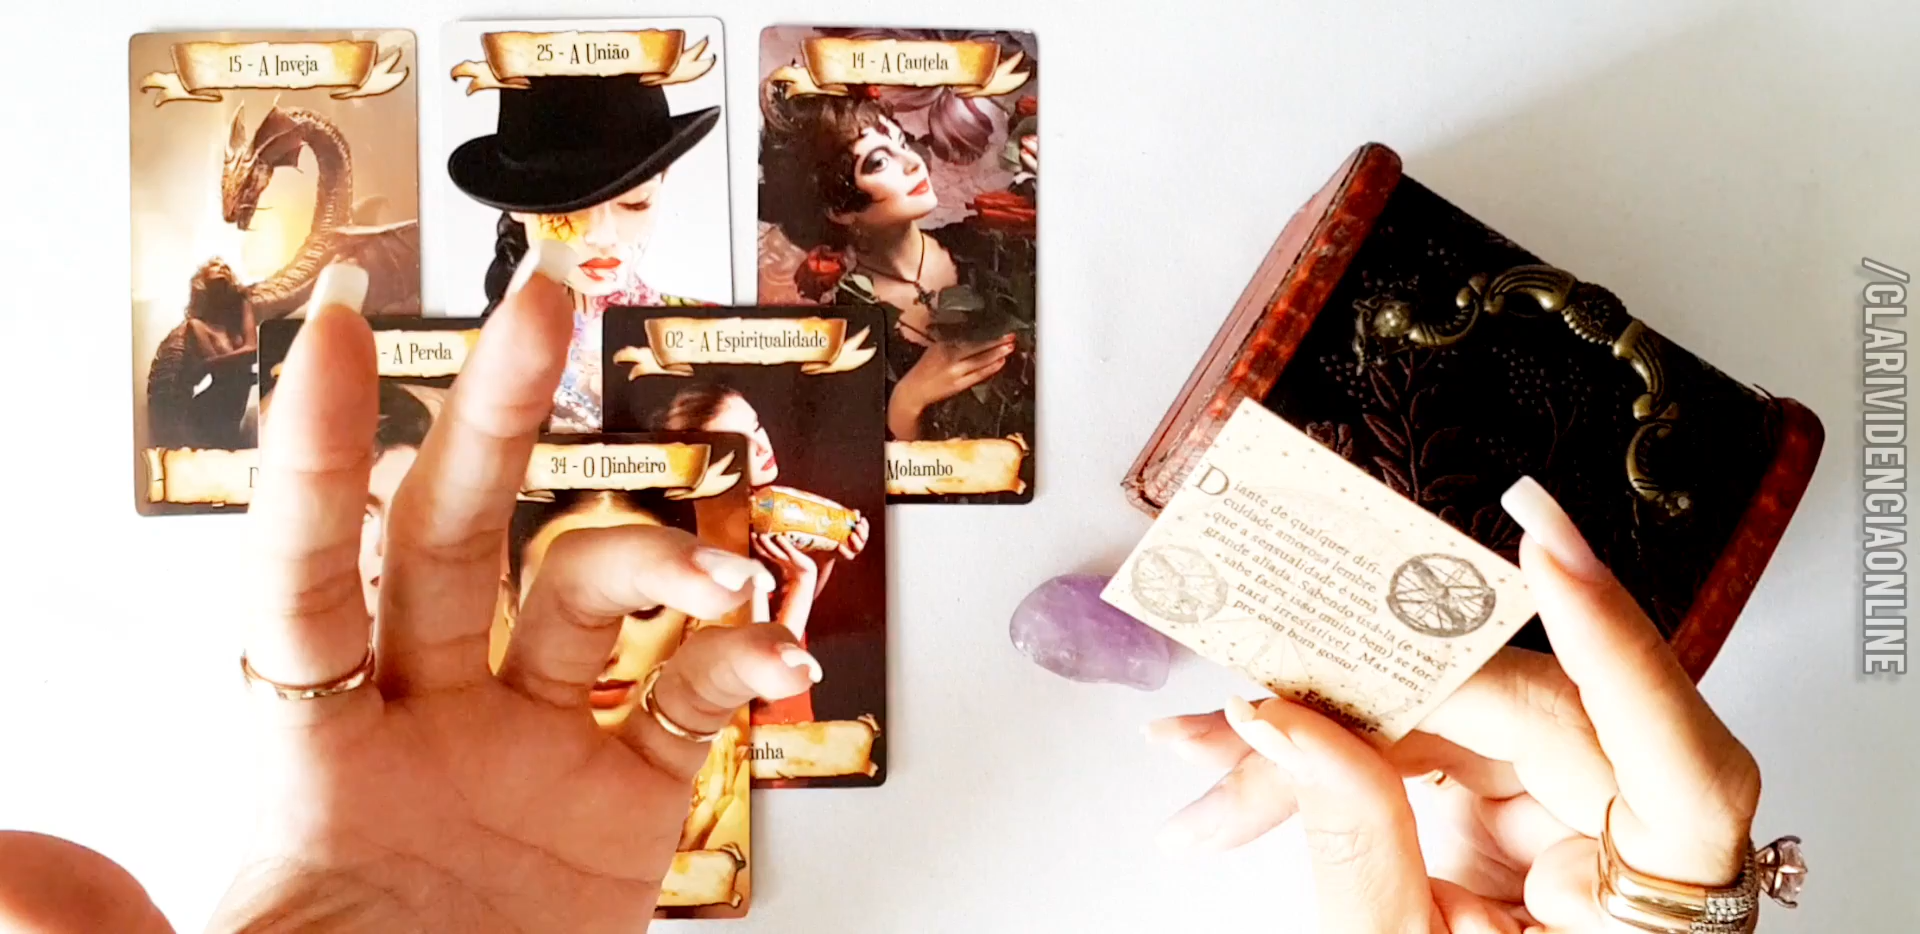 15 - A Inveja
25 - A União
14 - A Cautela
- A Perda
02 - A Espiritualidade
34 - O Dinheiro
Molambo
inha
Diante de qualquer difi-
culdade amorosa lembre
que a sensualidade é uma
grande aliada. Sabendo usá-la (e você
sabe fazer isso muito bem) se tor-
nará irresistível. Mas sem-
pre com bom gosto!
/CLARIVIDENCIAONLINE